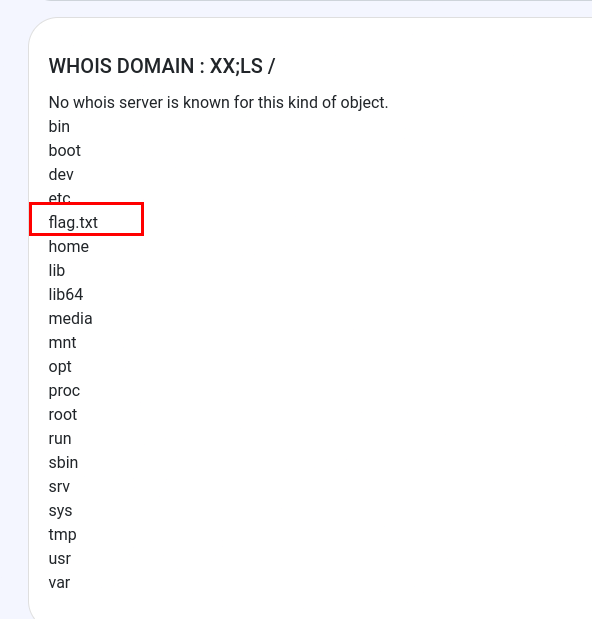 WHOIS DOMAIN : XX;LS /
No whois server is known for this kind of object.
bin
boot
dev
etc
flag.txt
home
lib
lib64
media
mnt
opt
proc
root
run
sbin
srv
sys
tmp
usr
var